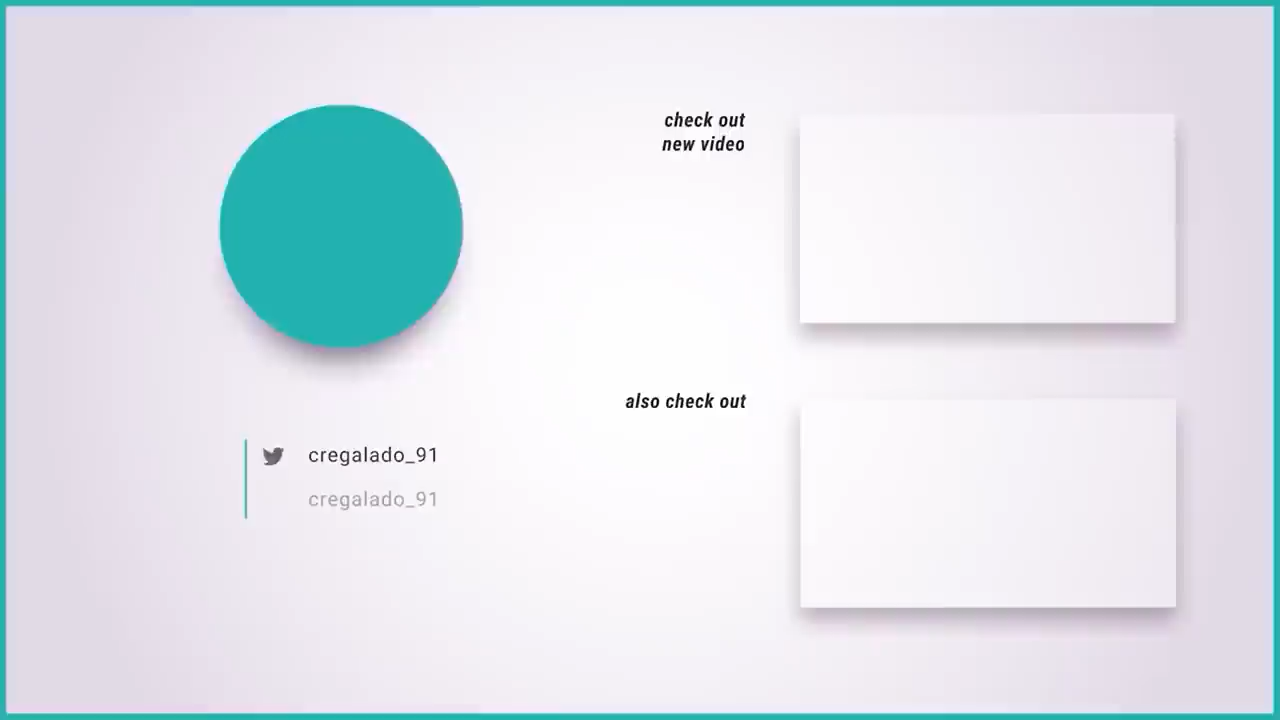 check out
new video
also check out
cregalado_91
cregalado_91